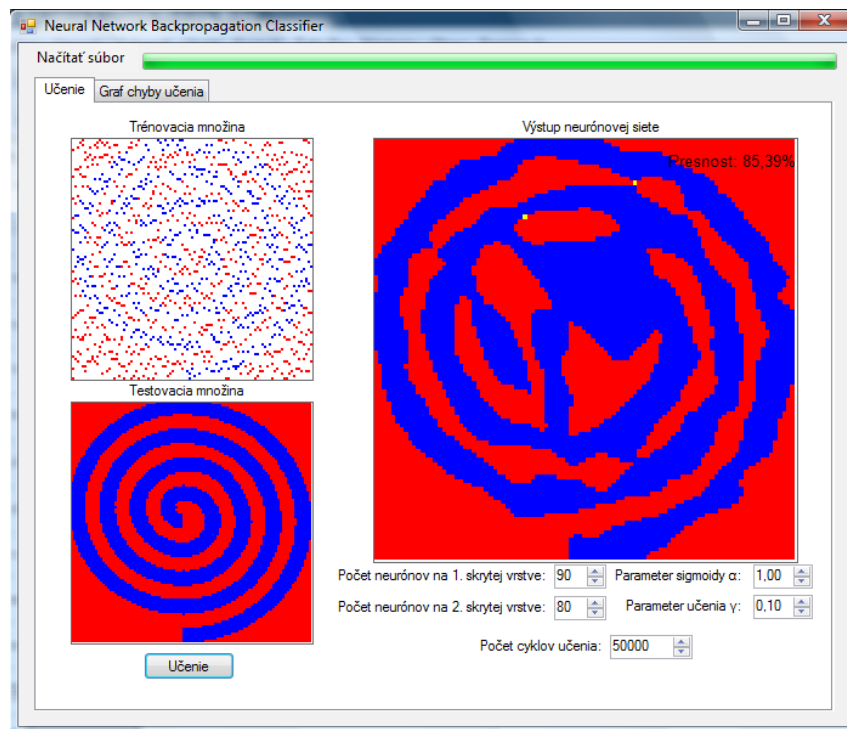 Neural Network Backpropagation Classifier
Načítať súbor
Učenie
Graf chyby učenia
Trénovacia množina
Výstup neurónovej siete
Presnost: 85,39%
Testovacia množina
Počet neurónov na 1. skrytej vrstve: 90
Parameter sigmoidy α: 1,00
Počet neurónov na 2. skrytej vrstve: 80
Parameter učenia γ: 0,10
Počet cyklov učenia: 50000
Učenie